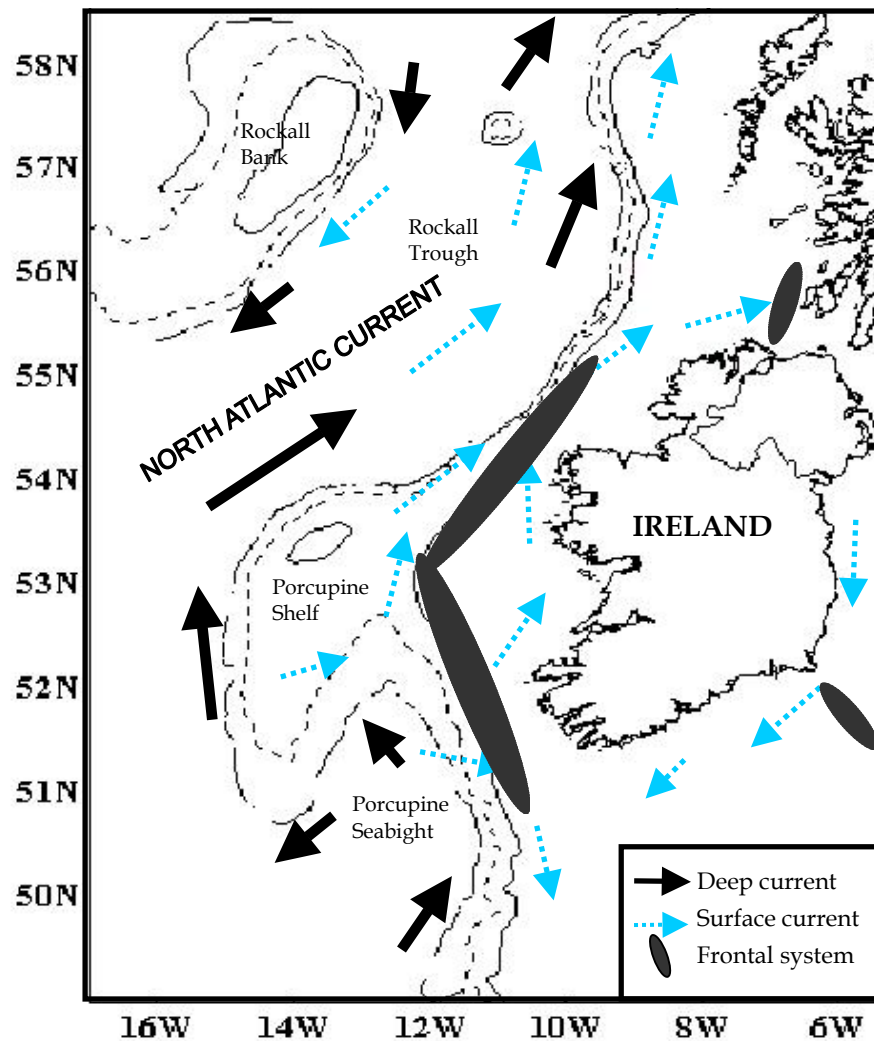 58N
57N
56N
55N
54N
53N
52N
51N
50N
Rockall
Bank
Rockall
Trough
NORTH ATLANTIC CURRENT
IRELAND
Porcupine
Shelf
Porcupine
Seabight
Deep current
Surface current
Frontal system
16W 14W 12W 10W 8W 6W